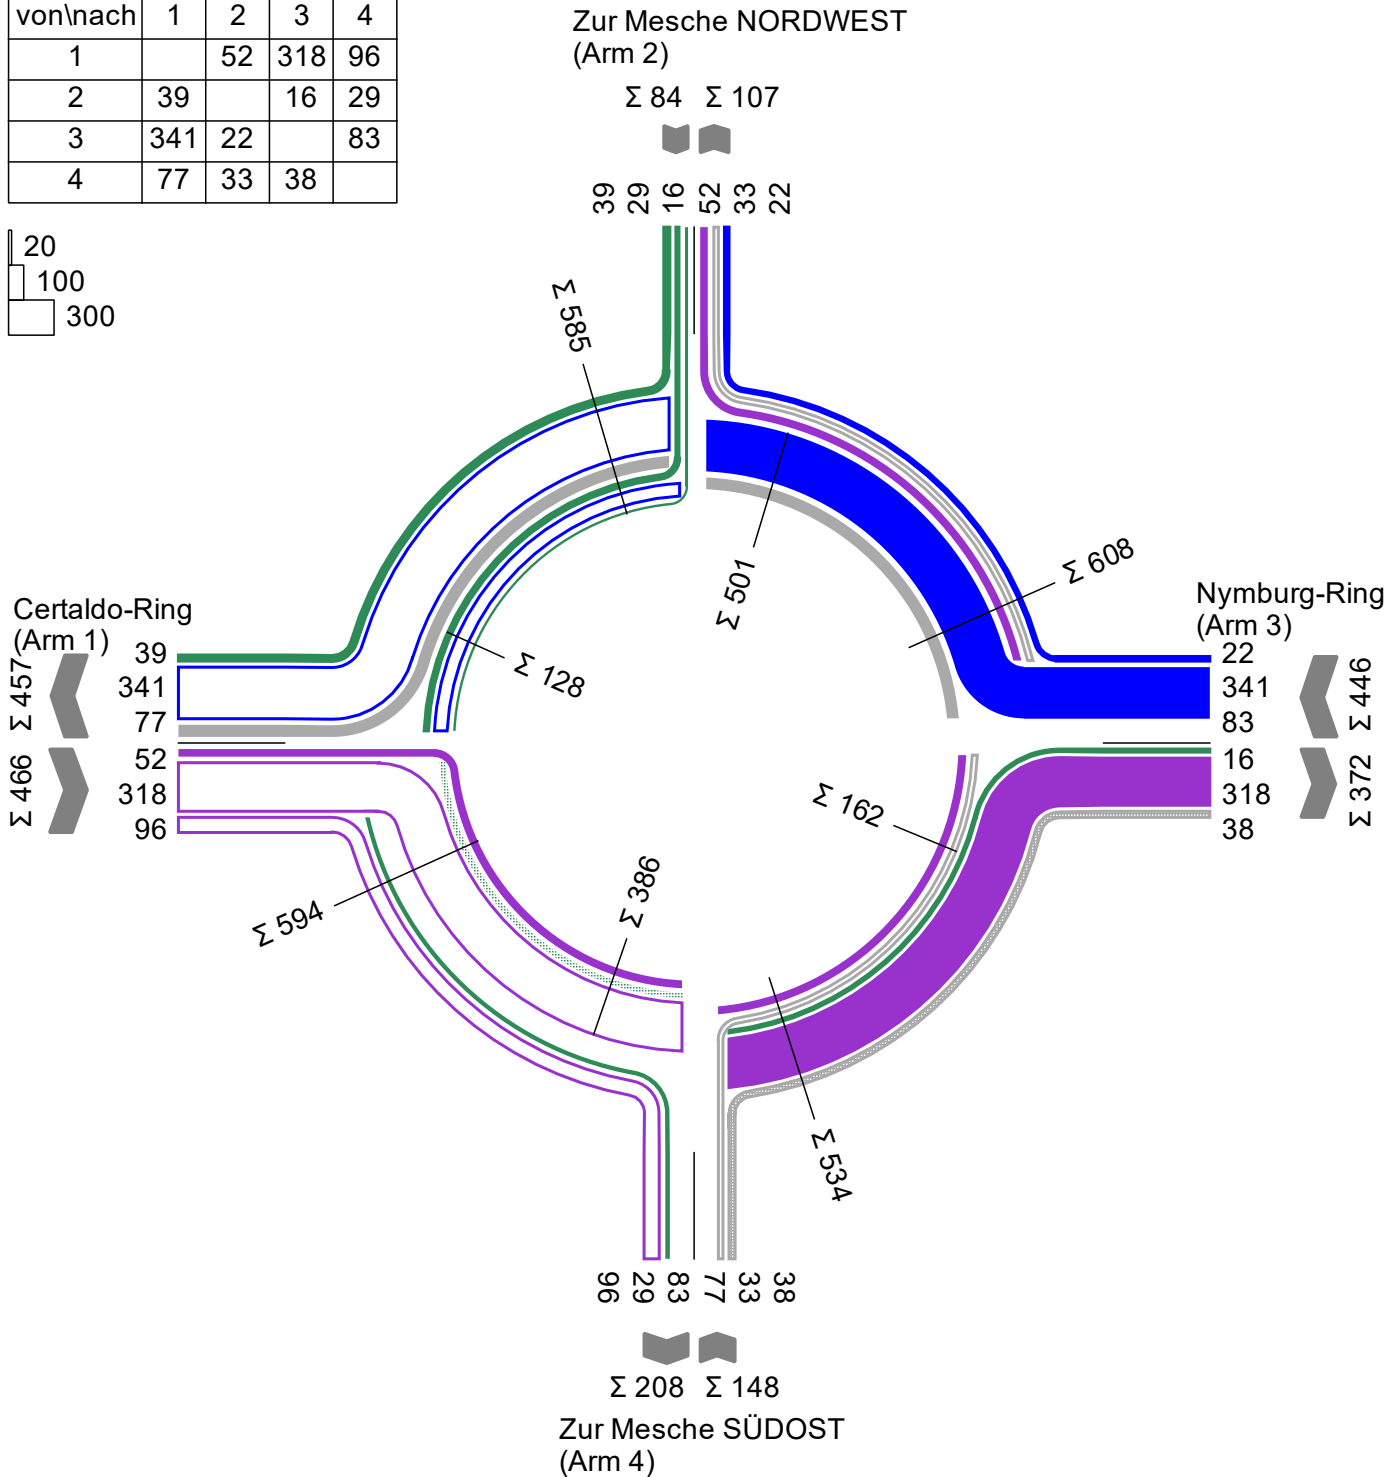 von\nach 1 2 3 4
1 52 318 96
2 39 16 29
3 341 22 83
4 77 33 38
20
100
300
Zur Mesche NORDWEST
(Arm 2)
Σ 84 Σ 107
39 29 16 52 33 22
Σ 585
Σ 501
Σ 608
Σ 128
Certaldo-Ring
(Arm 1)
Σ 457
39
341
77
Σ 466
52
318
96
Nymburg-Ring
(Arm 3)
22
341
83
Σ 446
16
318
38
Σ 372
Σ 162
Σ 594
Σ 386
Σ 534
96 29 83 77 33 38
Σ 208 Σ 148
Zur Mesche SÜDOST
(Arm 4)